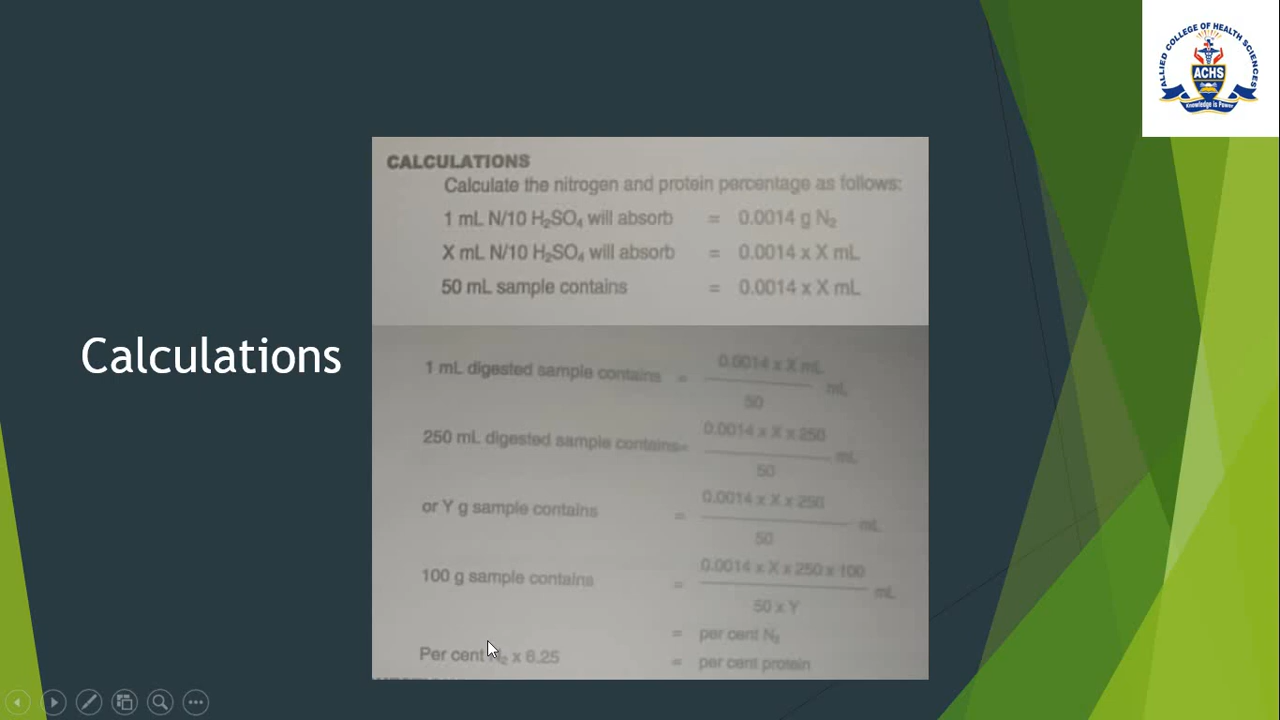 ALLIED COLLEGE OF HEALTH SCIENCES
ACHS
Knowledge is Power
Calculations
CALCULATIONS
Calculate the nitrogen and protein percentage as follows:
1 mL N/10 H₂SO₄ will absorb = 0.0014 g N₂
X mL N/10 H₂SO₄ will absorb = 0.0014 x X mL
50 mL sample contains = 0.0014 x X mL
1 mL digested sample contains = 0.0014 x X mL / 50 mL
250 mL digested sample contains= 0.0014 x X x 250 / 50 mL
or Y g sample contains = 0.0014 x X x 250 / 50 mL
100 g sample contains = 0.0014 x X x 250 x 100 / 50 x Y mL
= per cent N₂
Per cent N₂ x 6.25 = per cent protein